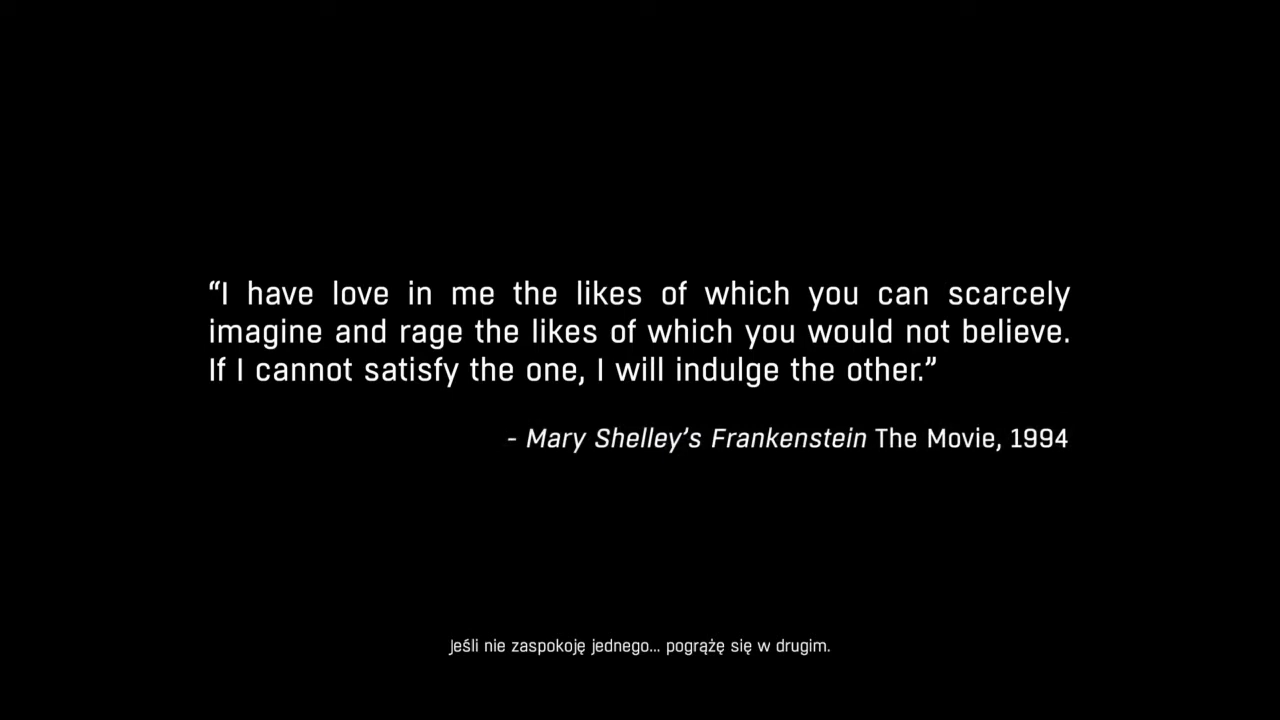 “I have love in me the likes of which you can scarcely
imagine and rage the likes of which you would not believe.
If I cannot satisfy the one, I will indulge the other.”
- Mary Shelley’s Frankenstein The Movie, 1994
Jeśli nie zaspokoję jednego... pogrążę się w drugim.